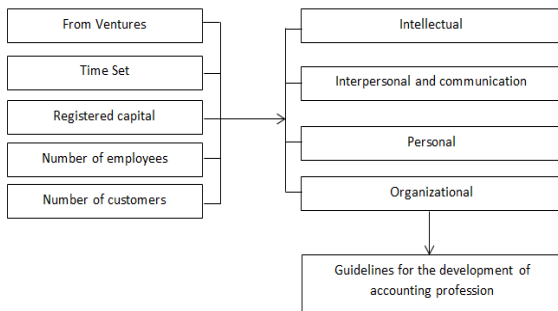 From Ventures
Time Set
Registered capital
Number of employees
Number of customers
Intellectual
Interpersonal and communication
Personal
Organizational
Guidelines for the development of
accounting profession